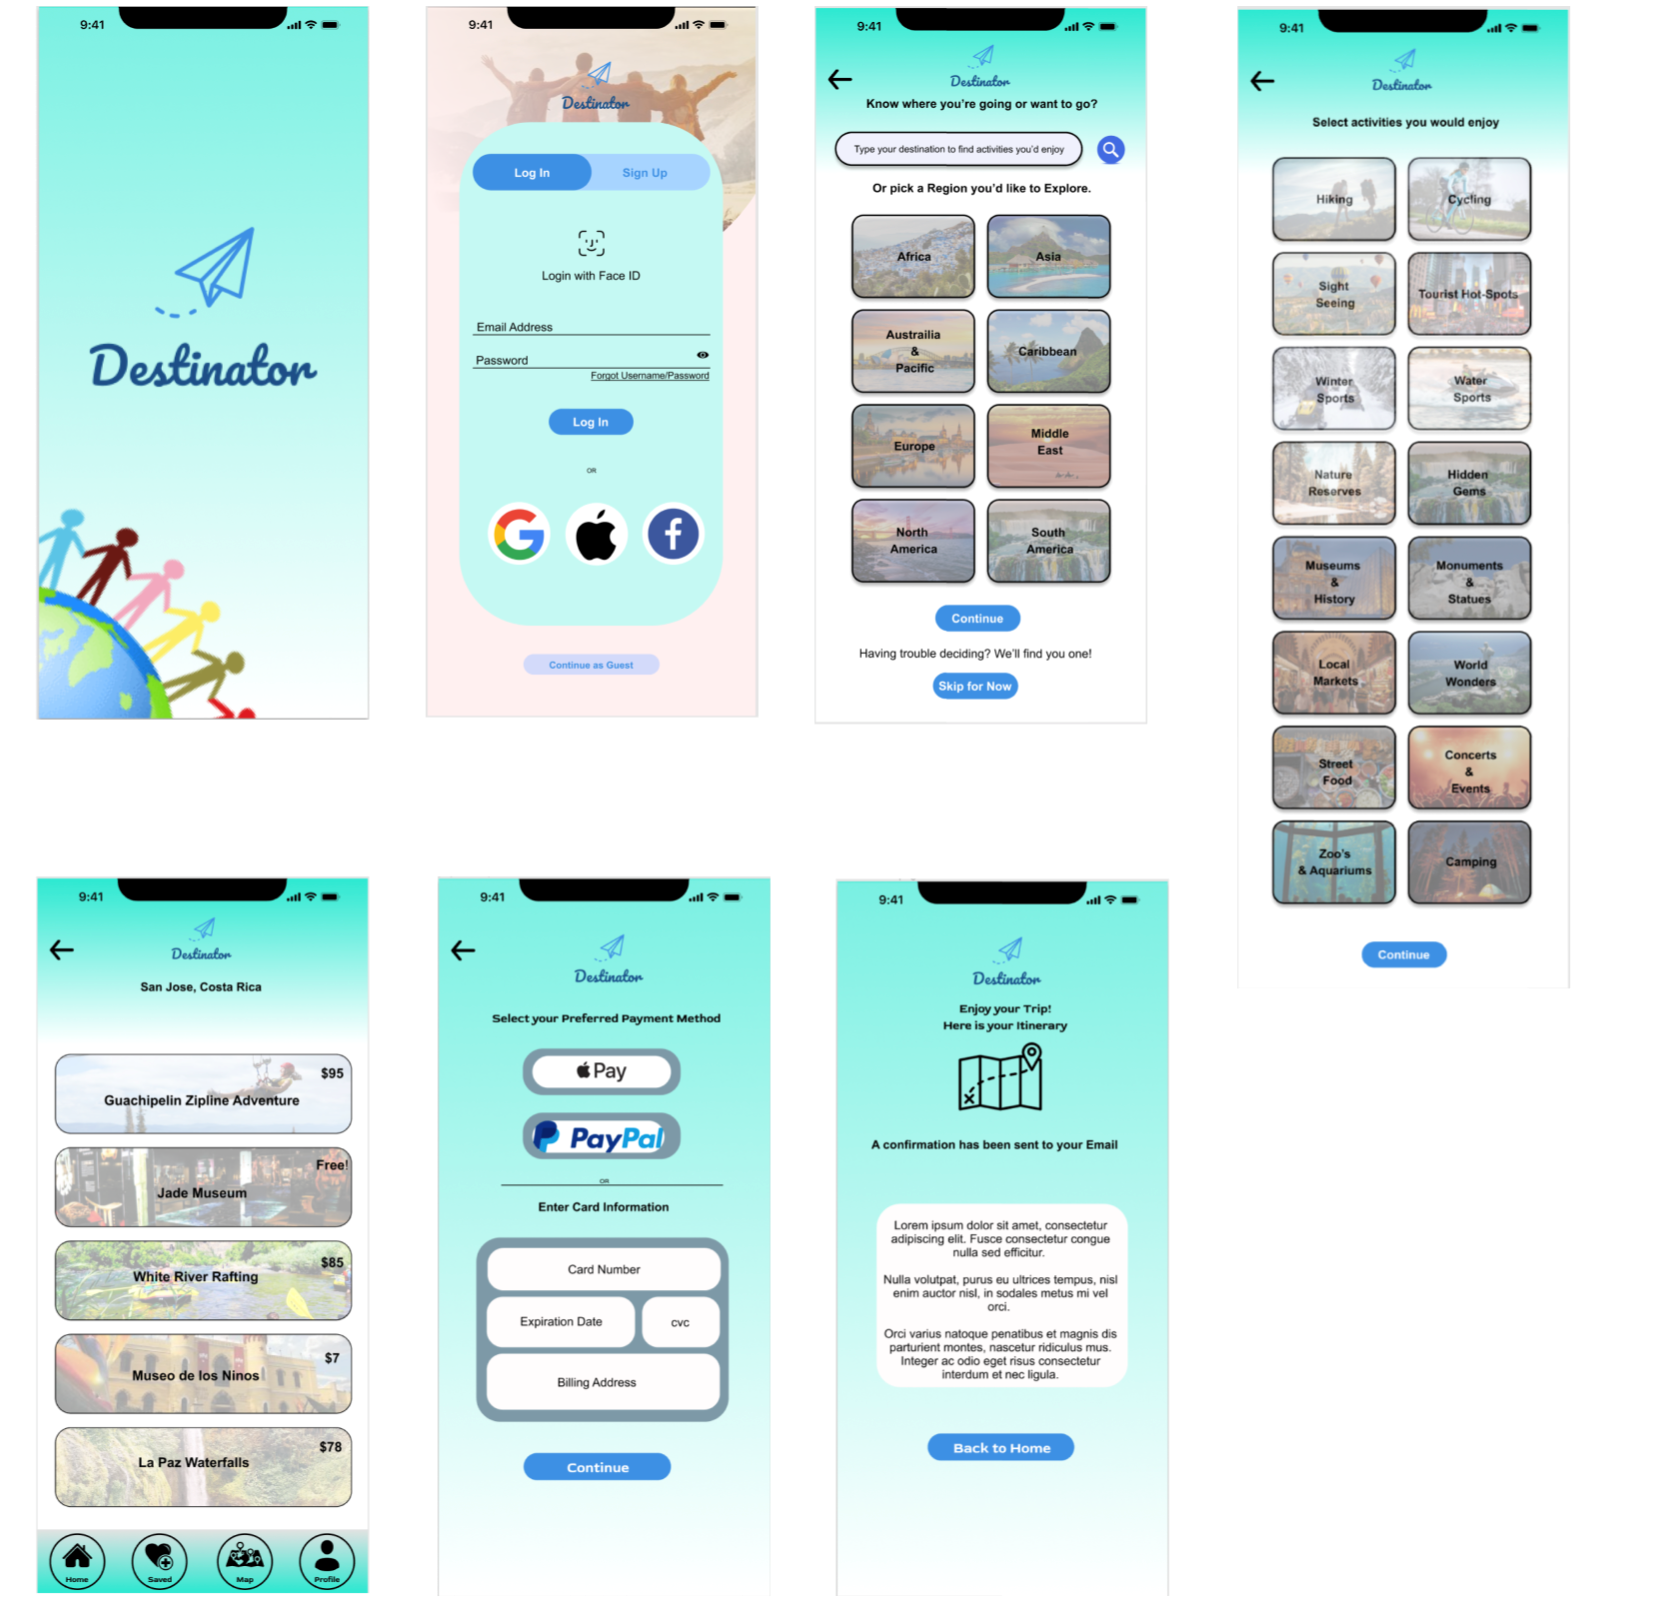 9:41
Destinator
9:41
Destinator
Log In
Sign Up
Login with Face ID
Email Address
Password
Forgot Username/Password
Log In
OR
G
f
Continue as Guest
9:41
Destinator
Know where you're going or want to go?
Type your destination to find activities you'd enjoy
Or pick a Region you'd like to Explore.
Africa
Asia
Austrailia
&
Pacific
Caribbean
Europe
Middle
East
North
America
South
America
Continue
Having trouble deciding? We'll find you one!
Skip for Now
9:41
Destinator
Select activities you would enjoy
Hiking
Cycling
Sight
Seeing
Tourist Hot-Spots
Winter
Sports
Water
Sports
Nature
Reserves
Hidden
Gems
Museums
&
History
Monuments
&
Statues
Local
Markets
World
Wonders
Street
Food
Concerts
&
Events
Zoo's
& Aquariums
Camping
Continue
9:41
Destinator
San Jose, Costa Rica
$95
Guachipelin Zipline Adventure
Free!
Jade Museum
$85
White River Rafting
$7
Museo de los Ninos
$78
La Paz Waterfalls
Home
Saved
Map
Profile
9:41
Destinator
Select your Preferred Payment Method
Pay
PayPal
OR
Enter Card Information
Card Number
Expiration Date
cvc
Billing Address
Continue
9:41
Destinator
Enjoy your Trip!
Here is your Itinerary
A confirmation has been sent to your Email
Lorem ipsum dolor sit amet, consectetur
adipiscing elit. Fusce consectetur congue
nulla sed efficitur.
Nulla volutpat, purus eu ultrices tempus, nisl
enim auctor nisl, in sodales metus mi vel
orci.
Orci varius natoque penatibus et magnis dis
parturient montes, nascetur ridiculus mus.
Integer ac odio eget risus consectetur
interdum et nec ligula.
Back to Home